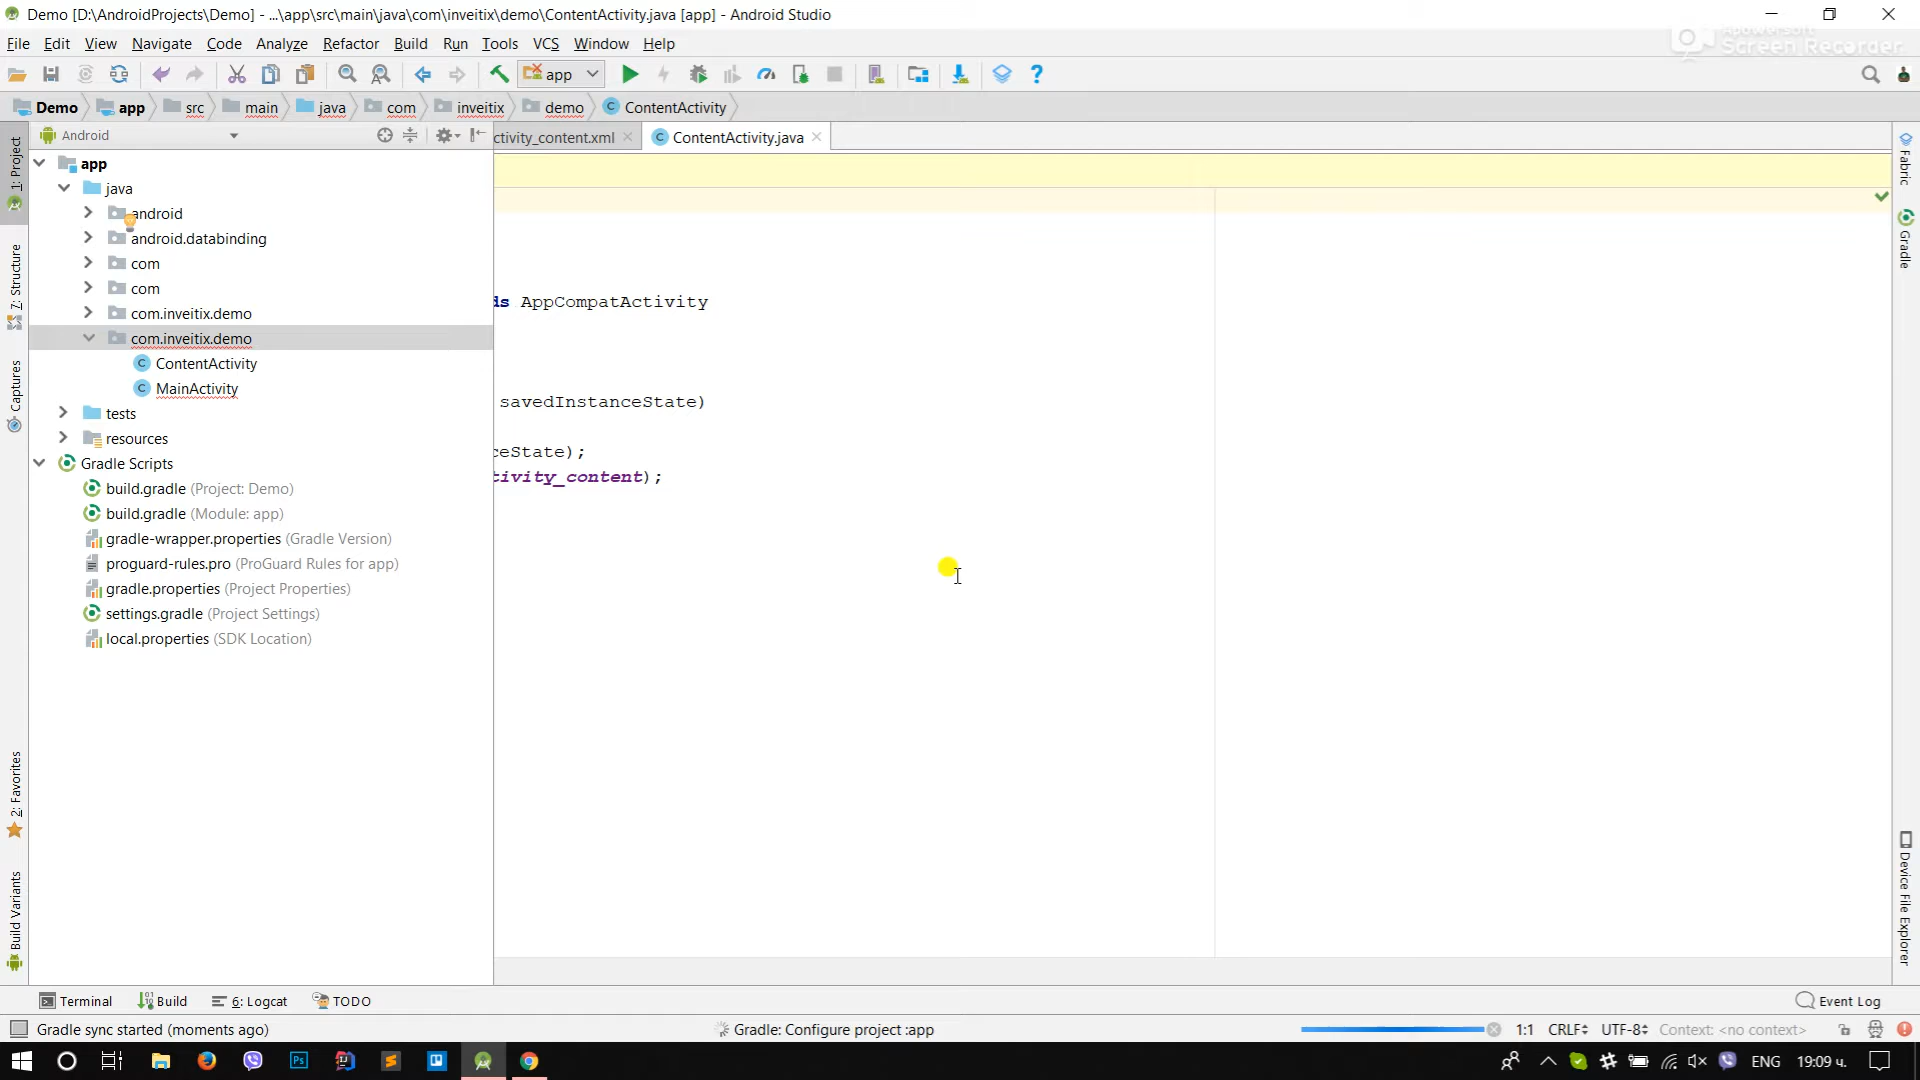 Demo [D:\AndroidProjects\Demo] - ...\app\src\main\java\com\inveitix\demo\ContentActivity.java [app] - Android Studio
Apowersoft
Screen Recorder
File Edit View Navigate Code Analyze Refactor Build Run Tools VCS Window Help
app
Demo app src main java com inveitix demo ContentActivity
Android
ctivity_content.xml ContentActivity.java
1: Project
7: Structure
Captures
2: Favorites
Build Variants
app
java
android
android.databinding
com
com
com.inveitix.demo
com.inveitix.demo
ContentActivity
MainActivity
tests
resources
Gradle Scripts
build.gradle (Project: Demo)
build.gradle (Module: app)
gradle-wrapper.properties (Gradle Version)
proguard-rules.pro (ProGuard Rules for app)
gradle.properties (Project Properties)
settings.gradle (Project Settings)
local.properties (SDK Location)
ds AppCompatActivity
savedInstanceState)
ceState);
tivity_content);
Fabric
Gradle
Device File Explorer
Terminal Build 6: Logcat TODO Event Log
Gradle sync started (moments ago) Gradle: Configure project :app 1:1 CRLF UTF-8 Context: <no context>
ENG 19:09 ч.